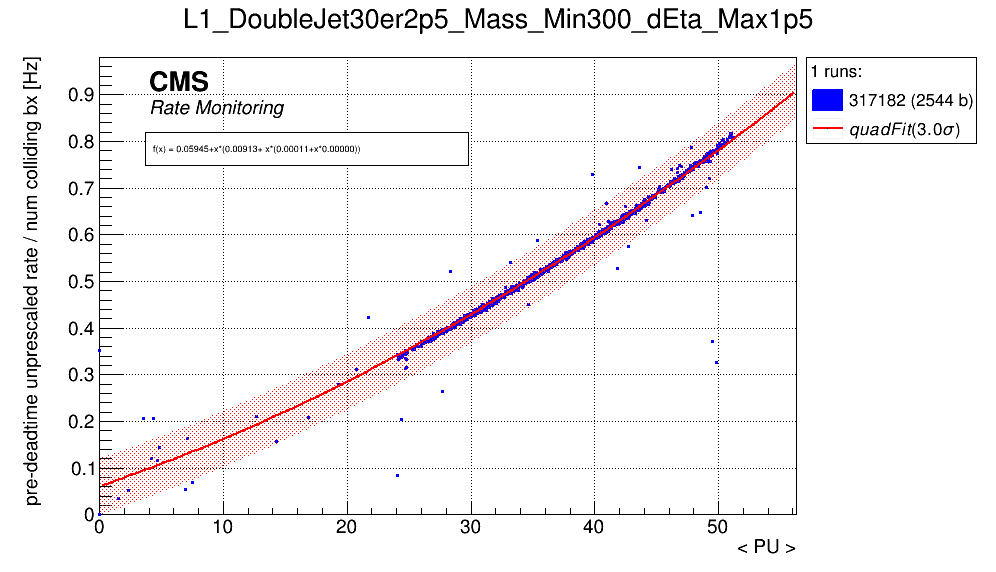 L1_DoubleJet30er2p5_Mass_Min300_dEta_Max1p5
pre-deadtime unprescaled rate / num colliding bx [Hz]
CMS
Rate Monitoring
f(x) = 0.05945+x*(0.00913+ x*(0.00011+x*0.00000))
1 runs:
317182 (2544 b)
quadFit(3.0σ)
0.9
0.8
0.7
0.6
0.5
0.4
0.3
0.2
0.1
0
0 10 20 30 40 50
< PU >